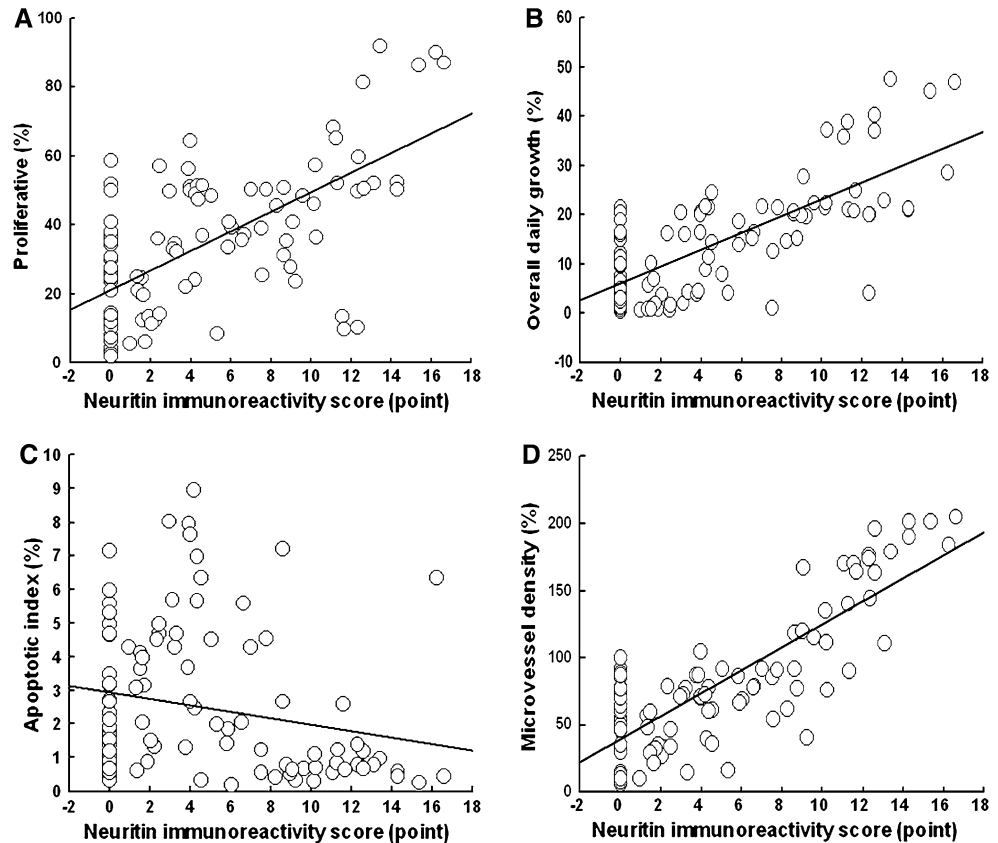 A
B
Proliferative (%)
100
80
60
40
20
0
-2 0 2 4 6 8 10 12 14 16 18
Neuritin immunoreactivity score (point)
Overall daily growth (%)
60
50
40
30
20
10
0
-10
-2 0 2 4 6 8 10 12 14 16 18
Neuritin immunoreactivity score (point)
C
D
Apoptotic index (%)
10
9
8
7
6
5
4
3
2
1
0
-2 0 2 4 6 8 10 12 14 16 18
Neuritin immunoreactivity score (point)
Microvessel density (%)
250
200
150
100
50
0
-2 0 2 4 6 8 10 12 14 16 18
Neuritin immunoreactivity score (point)